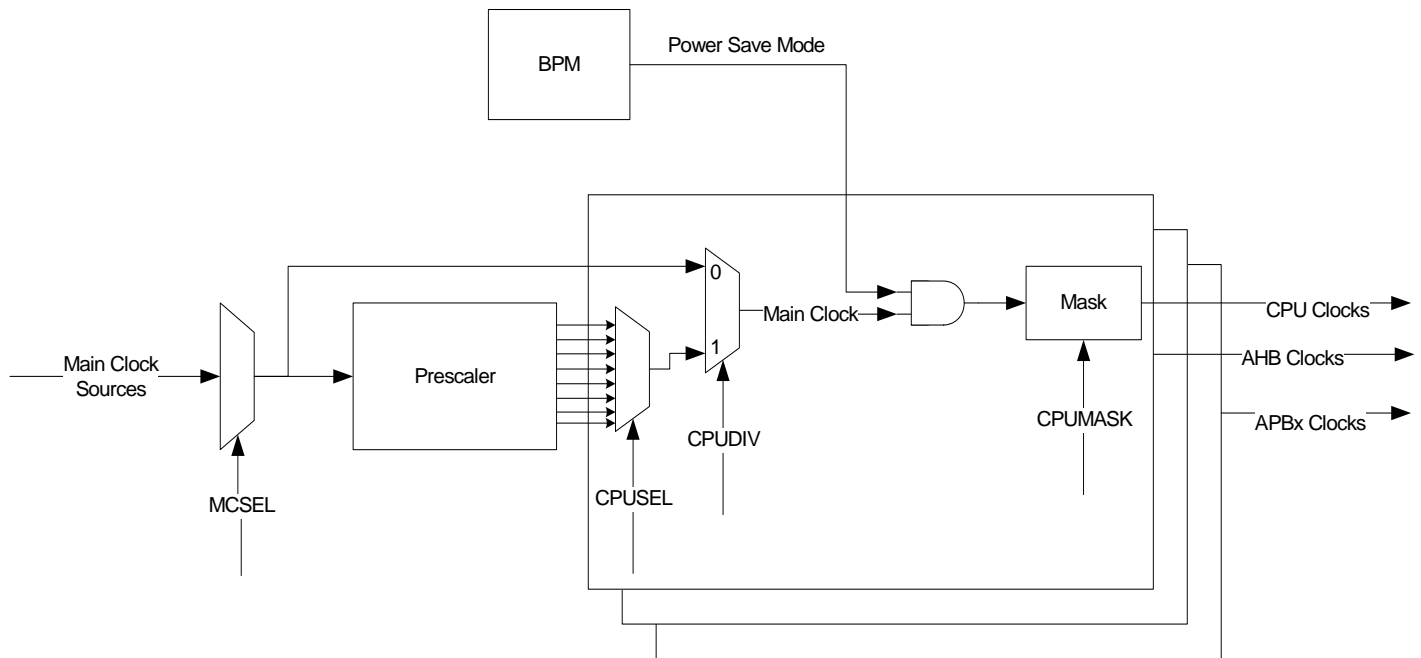 Power Save Mode
BPM
0
Main Clock
Mask
CPU Clocks
1
Main Clock
Sources
Prescaler
AHB Clocks
CPUDIV
CPUMASK
APBx Clocks
MCSEL
CPUSEL